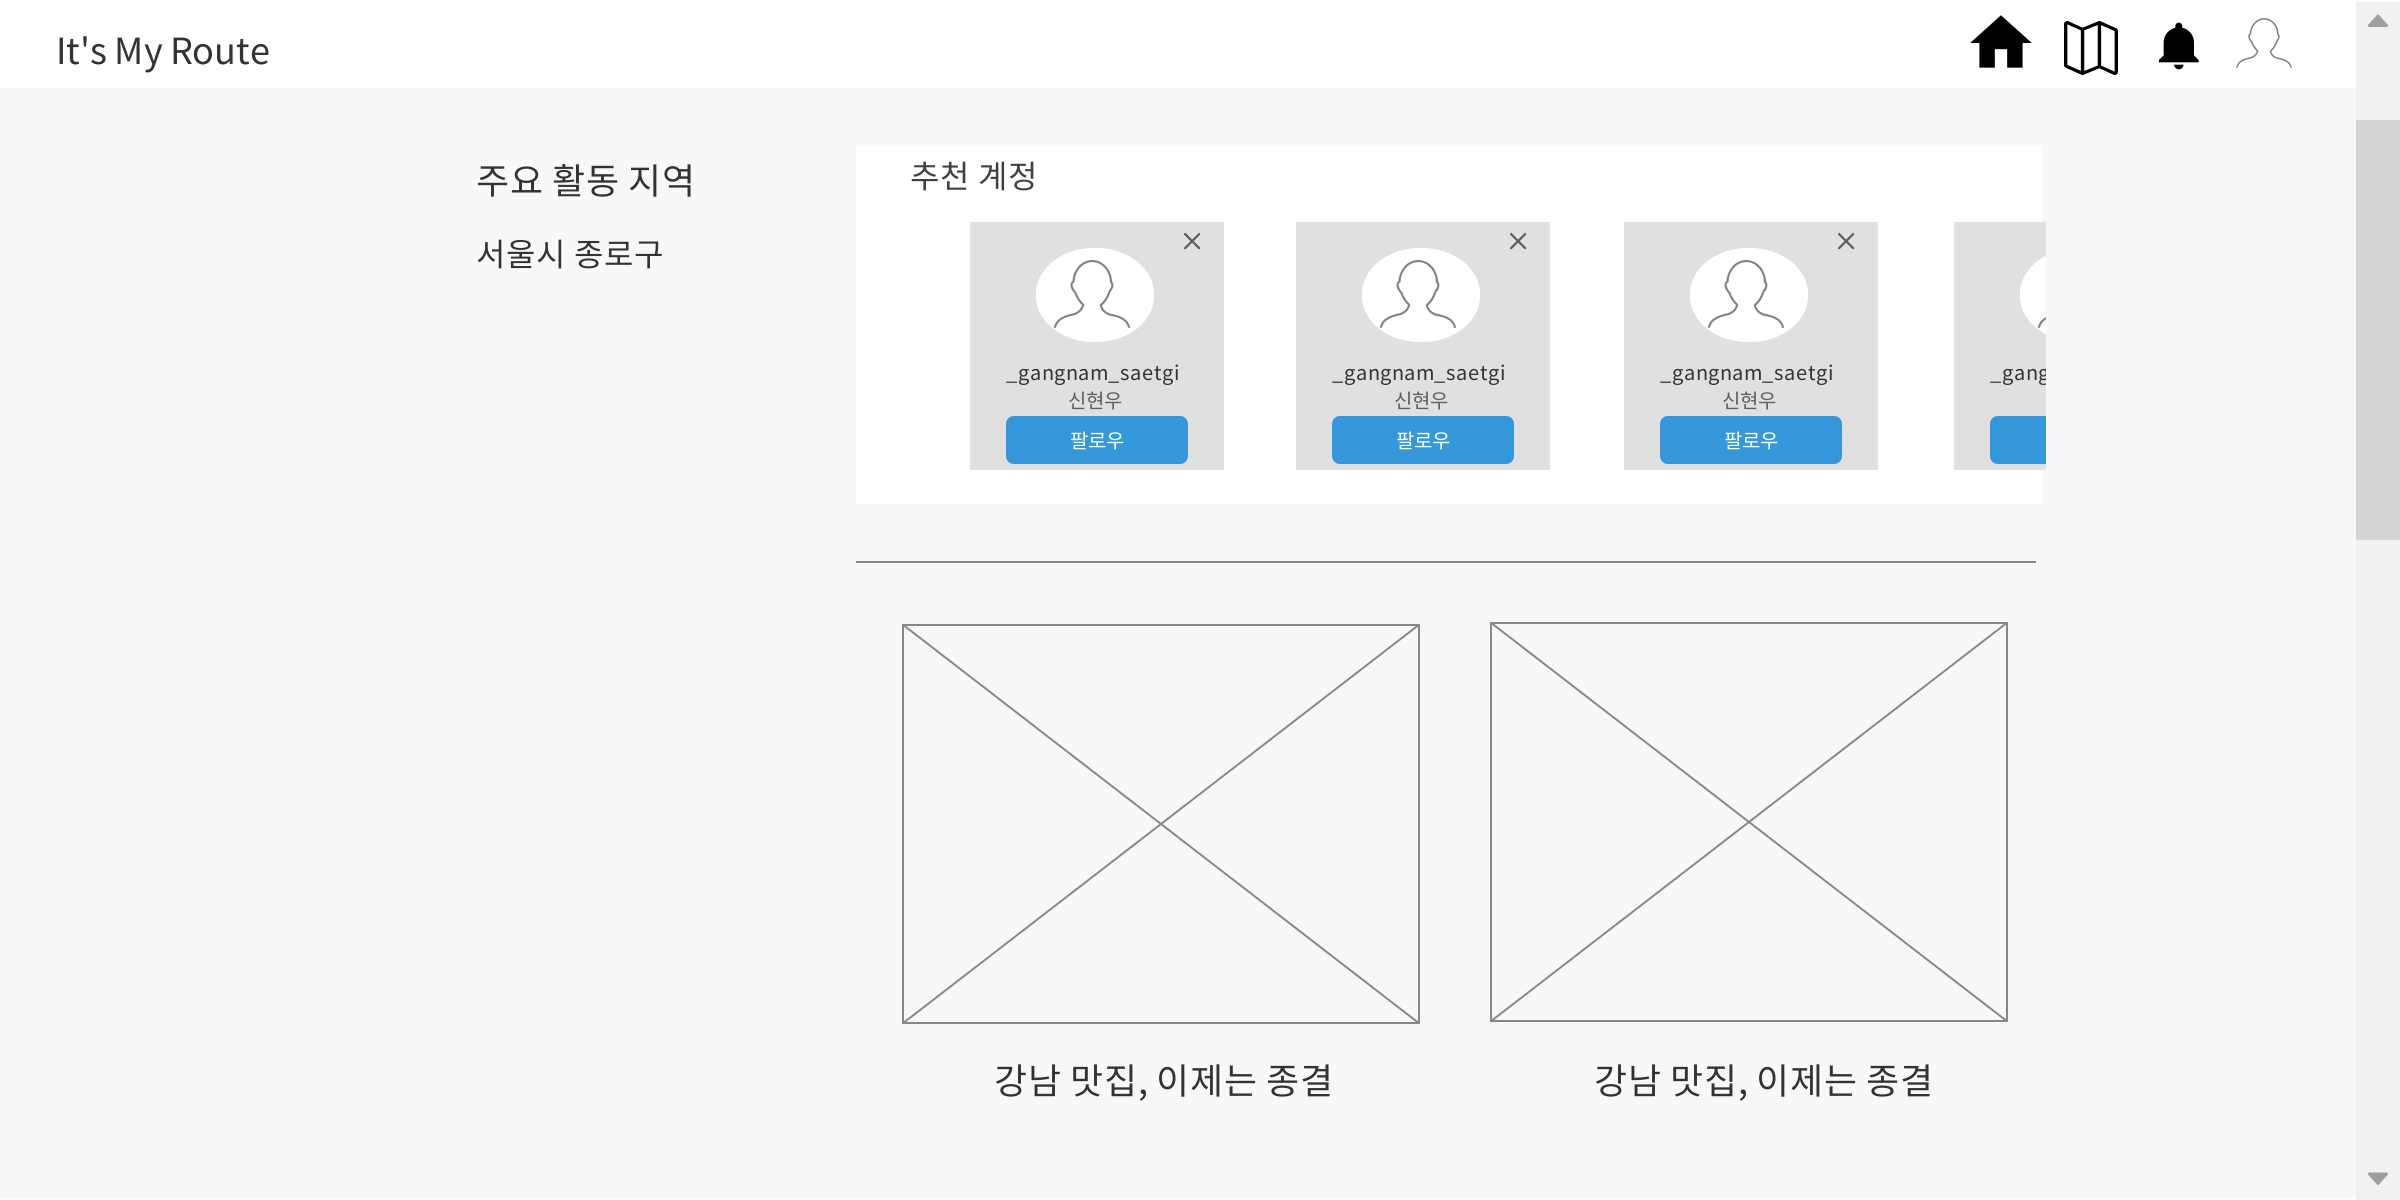 It's My Route
주요 활동 지역
서울시 종로구
추천 계정
_gangnam_saetgi
신현우
팔로우
_gangnam_saetgi
신현우
팔로우
_gangnam_saetgi
신현우
팔로우
_gang
강남 맛집, 이제는 종결
강남 맛집, 이제는 종결